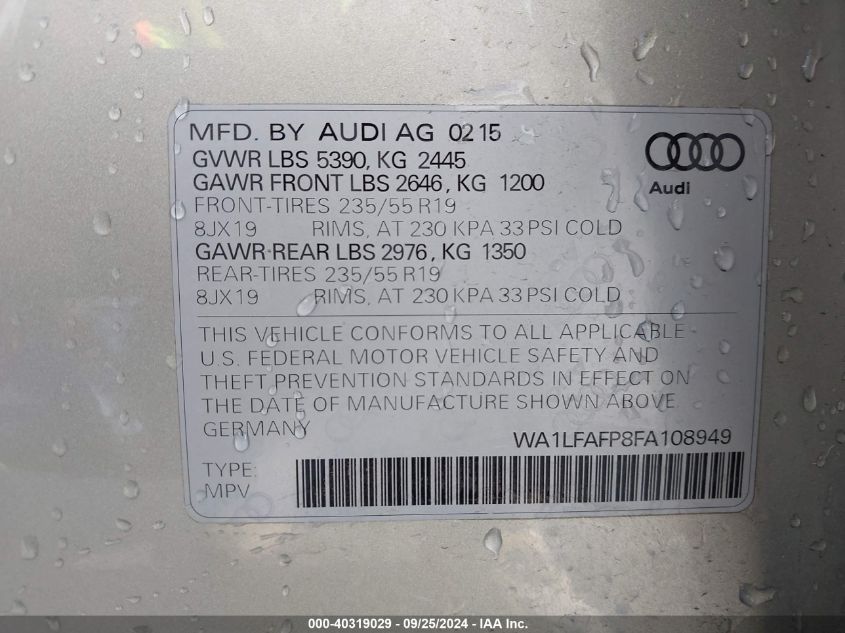 MFD. BY AUDI AG 02 15
GVWR LBS 5390, KG 2445
GAWR FRONT LBS 2646, KG 1200
FRONT-TIRES 235/55 R19
8JX19 RIMS, AT 230 KPA 33 PSI COLD
GAWR-REAR LBS 2976, KG 1350
REAR-TIRES 235/55 R19
8JX19 RIMS, AT 230 KPA 33 PSI COLD
Audi
THIS VEHICLE CONFORMS TO ALL APPLICABLE
U.S. FEDERAL MOTOR VEHICLE SAFETY AND
THEFT PREVENTION STANDARDS IN EFFECT ON
THE DATE OF MANUFACTURE SHOWN ABOVE
GERMANY
WA1LFAFP8FA108949
TYPE:
MPV
000-40319029 - 09/25/2024 - IAA Inc.